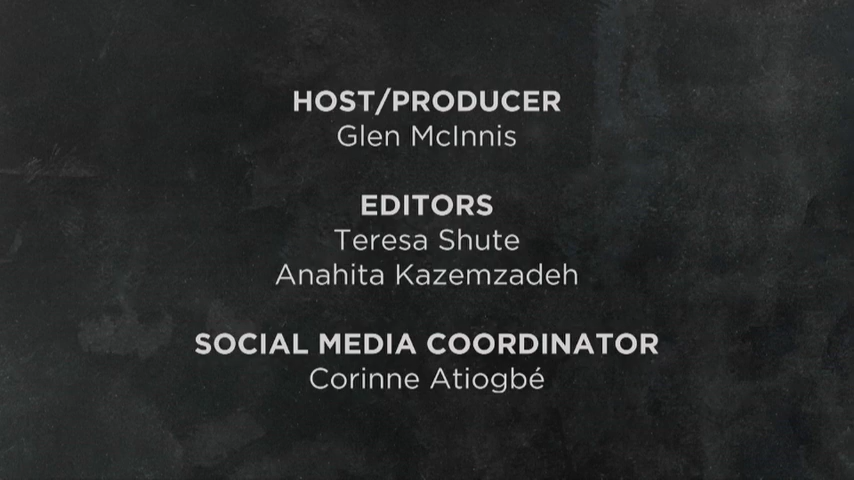 HOST/PRODUCER
Glen McInnis
EDITORS
Teresa Shute
Anahita Kazemzadeh
SOCIAL MEDIA COORDINATOR
Corinne Atiogbé